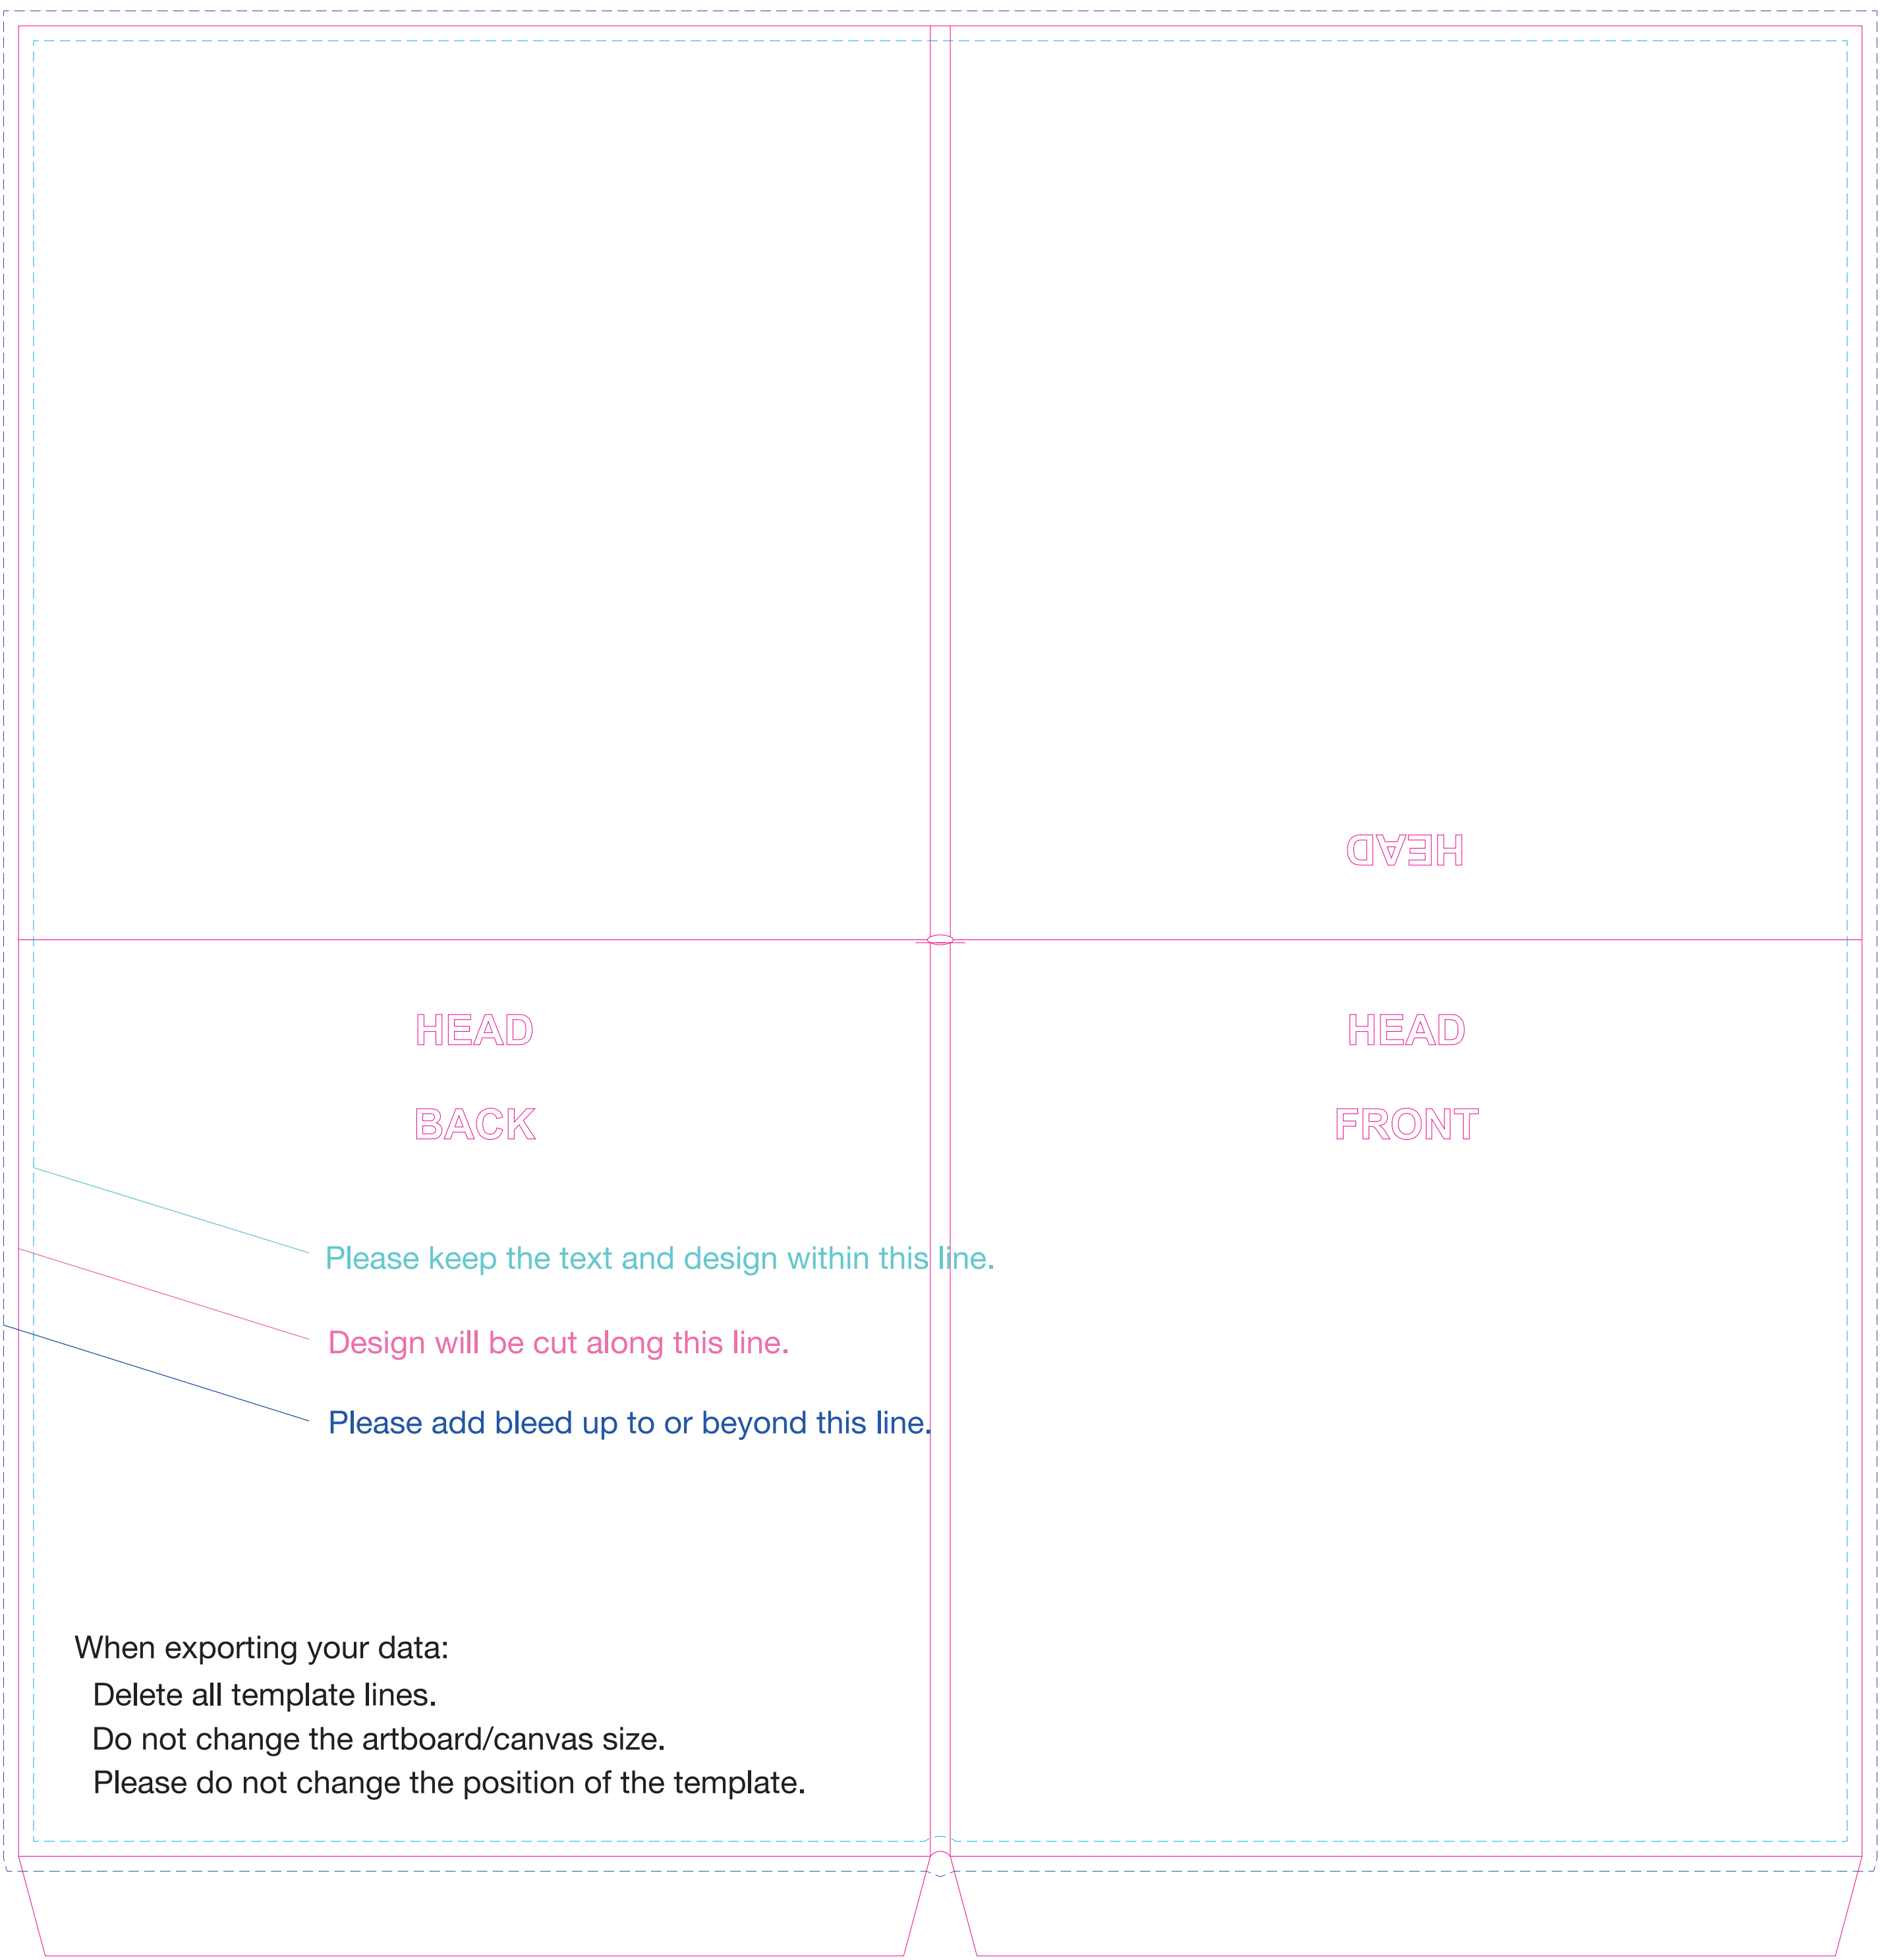 HEAD
HEAD
HEAD
BACK
FRONT
Please keep the text and design within this line.
Design will be cut along this line.
Please add bleed up to or beyond this line.
When exporting your data:
Delete all template lines.
Do not change the artboard/canvas size.
Please do not change the position of the template.